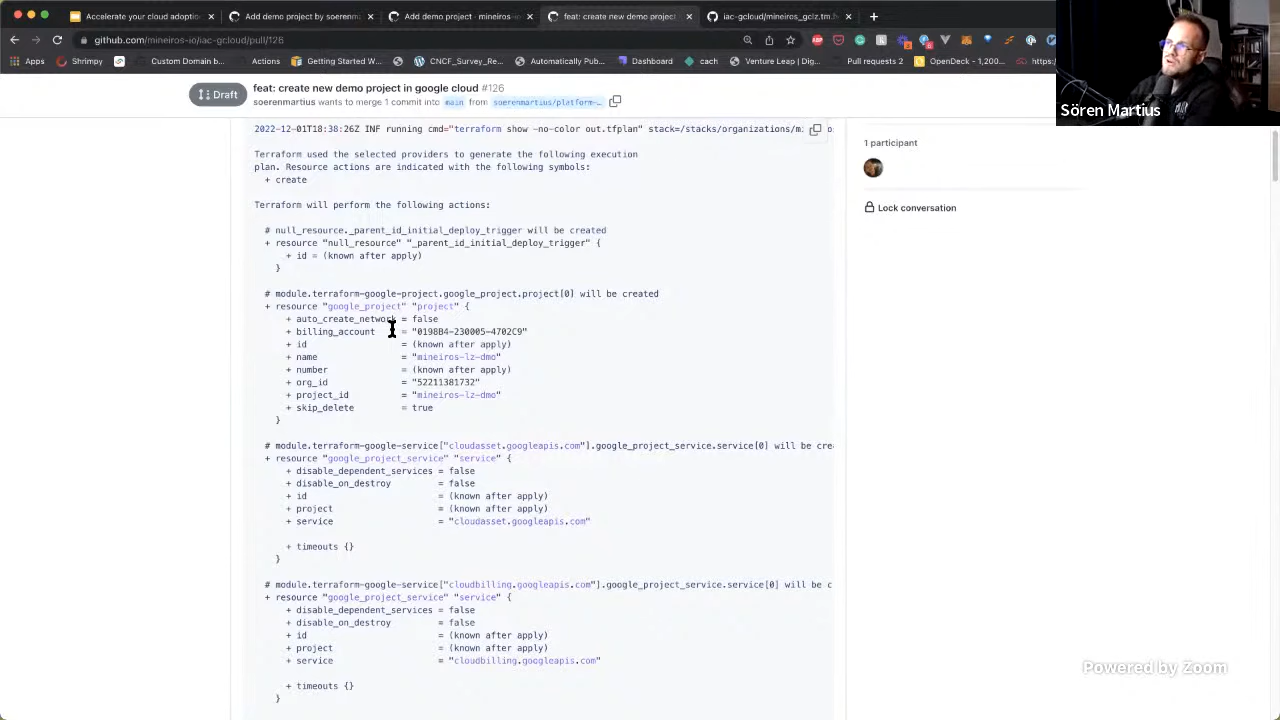 Accelerate your cloud adopti
Add demo project by soerenm
Add demo project · mineiros-i
feat: create new demo project
iac-gcloud/mineiros_gclz.tm.h
github.com/mineiros-io/iac-gcloud/pull/126
Apps
Shrimpy
Custom Domain b...
Actions
Getting Started W...
CNCF_Survey_Re...
Automatically Pub...
Dashboard
cach
Venture Leap | Dig...
Pull requests 2
OpenDeck - 1,200...
https:/
Sören Martius
Draft
feat: create new demo project in google cloud #126
soerenmartius wants to merge 1 commit into main from soerenmartius/platform-…
2022-12-01T18:38:26Z INF running cmd="terraform show -no-color out.tfplan" stack=/stacks/organizations/m
Terraform used the selected providers to generate the following execution
plan. Resource actions are indicated with the following symbols:
+ create
Terraform will perform the following actions:
# null_resource._parent_id_initial_deploy_trigger will be created
+ resource "null_resource" "_parent_id_initial_deploy_trigger" {
+ id = (known after apply)
}
# module.terraform-google-project.google_project.project[0] will be created
+ resource "google_project" "project" {
+ auto_create_network = false
+ billing_account = "0198B4-230005-4702C9"
+ id = (known after apply)
+ name = "mineiros-lz-dmo"
+ number = (known after apply)
+ org_id = "52211381732"
+ project_id = "mineiros-lz-dmo"
+ skip_delete = true
}
# module.terraform-google-service["cloudasset.googleapis.com"].google_project_service.service[0] will be crea
+ resource "google_project_service" "service" {
+ disable_dependent_services = false
+ disable_on_destroy = false
+ id = (known after apply)
+ project = (known after apply)
+ service = "cloudasset.googleapis.com"
+ timeouts {}
}
# module.terraform-google-service["cloudbilling.googleapis.com"].google_project_service.service[0] will be c
+ resource "google_project_service" "service" {
+ disable_dependent_services = false
+ disable_on_destroy = false
+ id = (known after apply)
+ project = (known after apply)
+ service = "cloudbilling.googleapis.com"
+ timeouts {}
}
1 participant
Lock conversation
Powered by Zoom